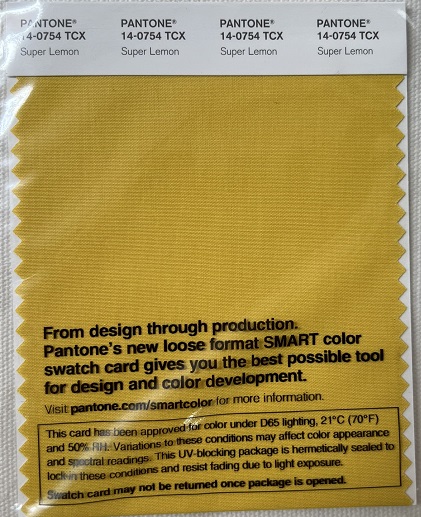 PANTONE® PANTONE® PANTONE® PANTONE®
14-0754 TCX 14-0754 TCX 14-0754 TCX 14-0754 TCX
Super Lemon Super Lemon Super Lemon Super Lemon
From design through production.
Pantone's new loose format SMART color
swatch card gives you the best possible tool
for design and color development.
Visit pantone.com/smartcolor for more information.
This card has been approved for color under D65 lighting, 21°C (70°F)
and 50% RH. Variations to these conditions may affect color appearance
and spectral readings. This UV-blocking package is hermetically sealed to
lock in these conditions and resist fading due to light exposure.
Swatch card may not be returned once package is opened.